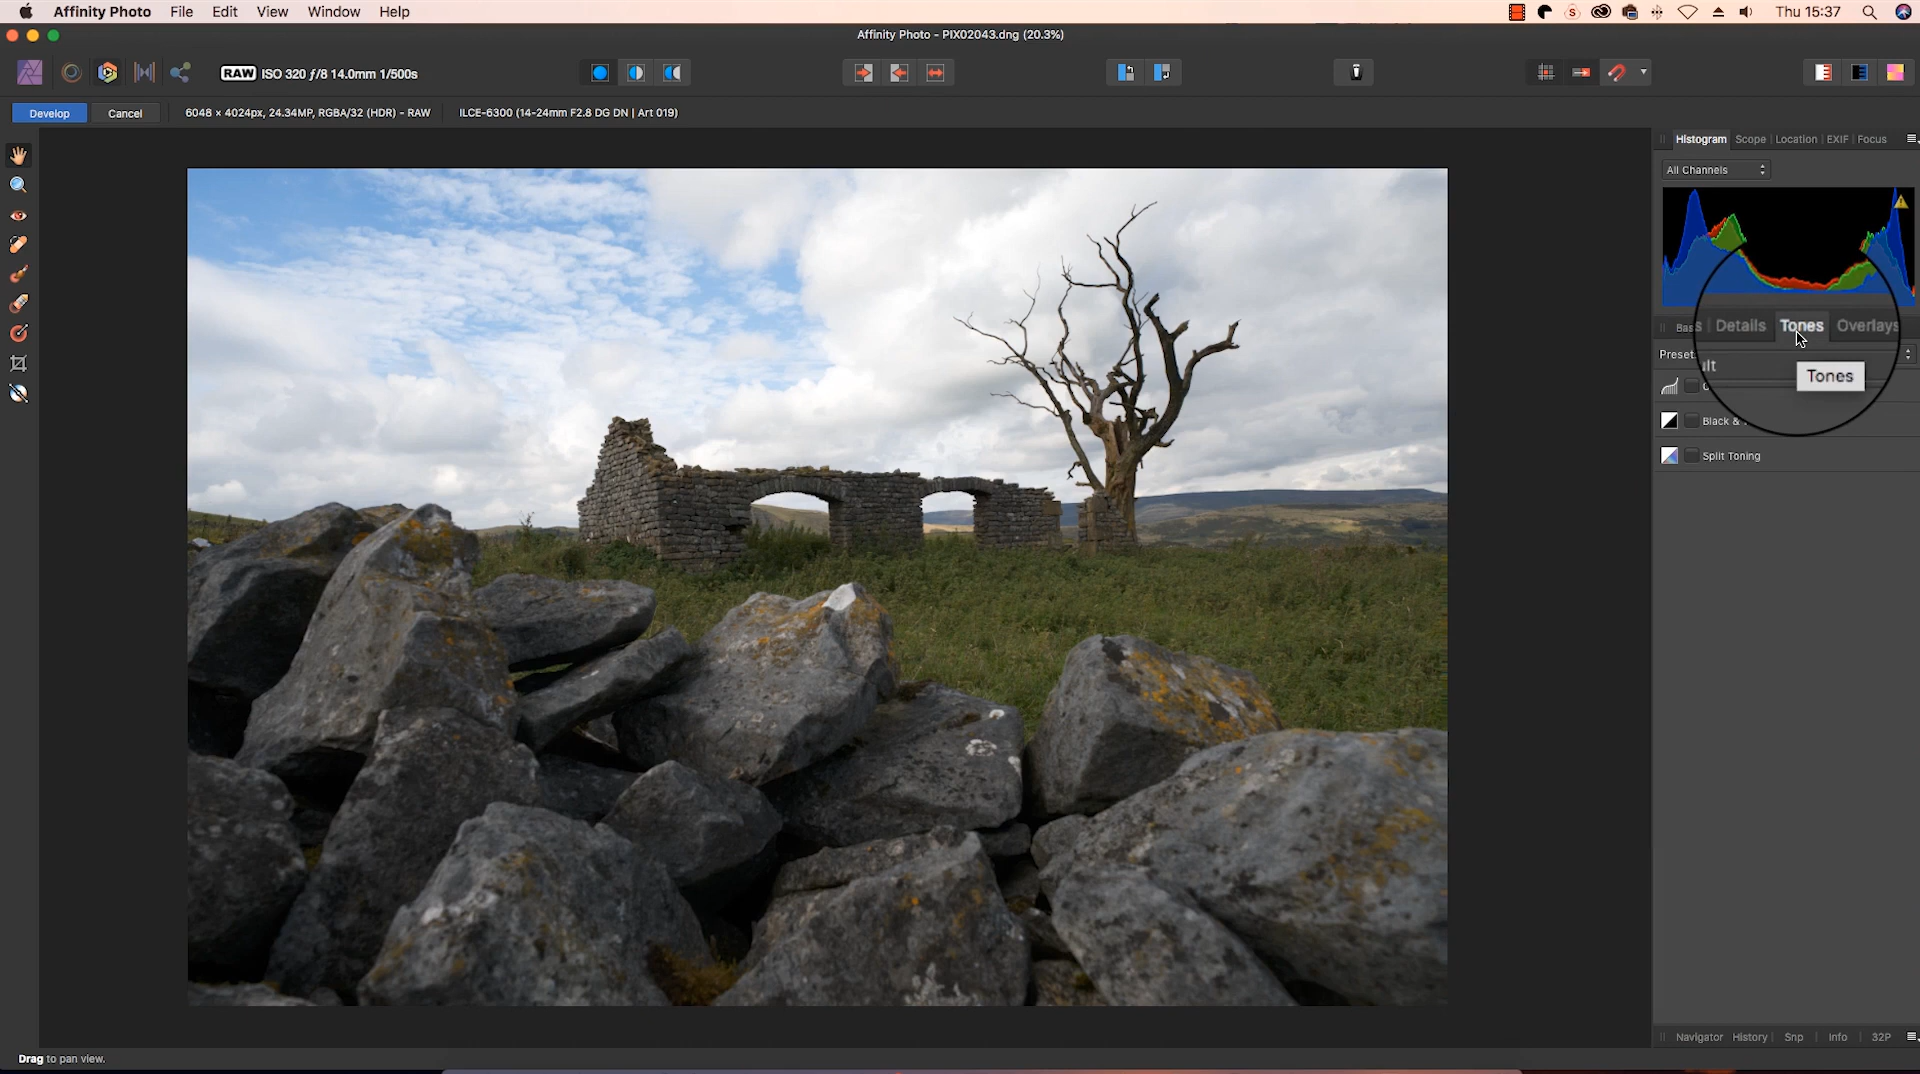 Affinity Photo File Edit View Window Help Thu 15:37
Affinity Photo - PIX02043.dng (20.3%)
RAW ISO 320 ƒ/8 14.0mm 1/500s
Develop Cancel 6048 × 4024px, 24.34MP, RGBA/32 (HDR) - RAW ILCE-6300 (14-24mm F2.8 DG DN | Art 019)
Histogram Scope Location EXIF Focus
All Channels
Details Tones Overlays
Tones
Black &
Split Toning
Navigator History Snp Info 32P
Drag to pan view.